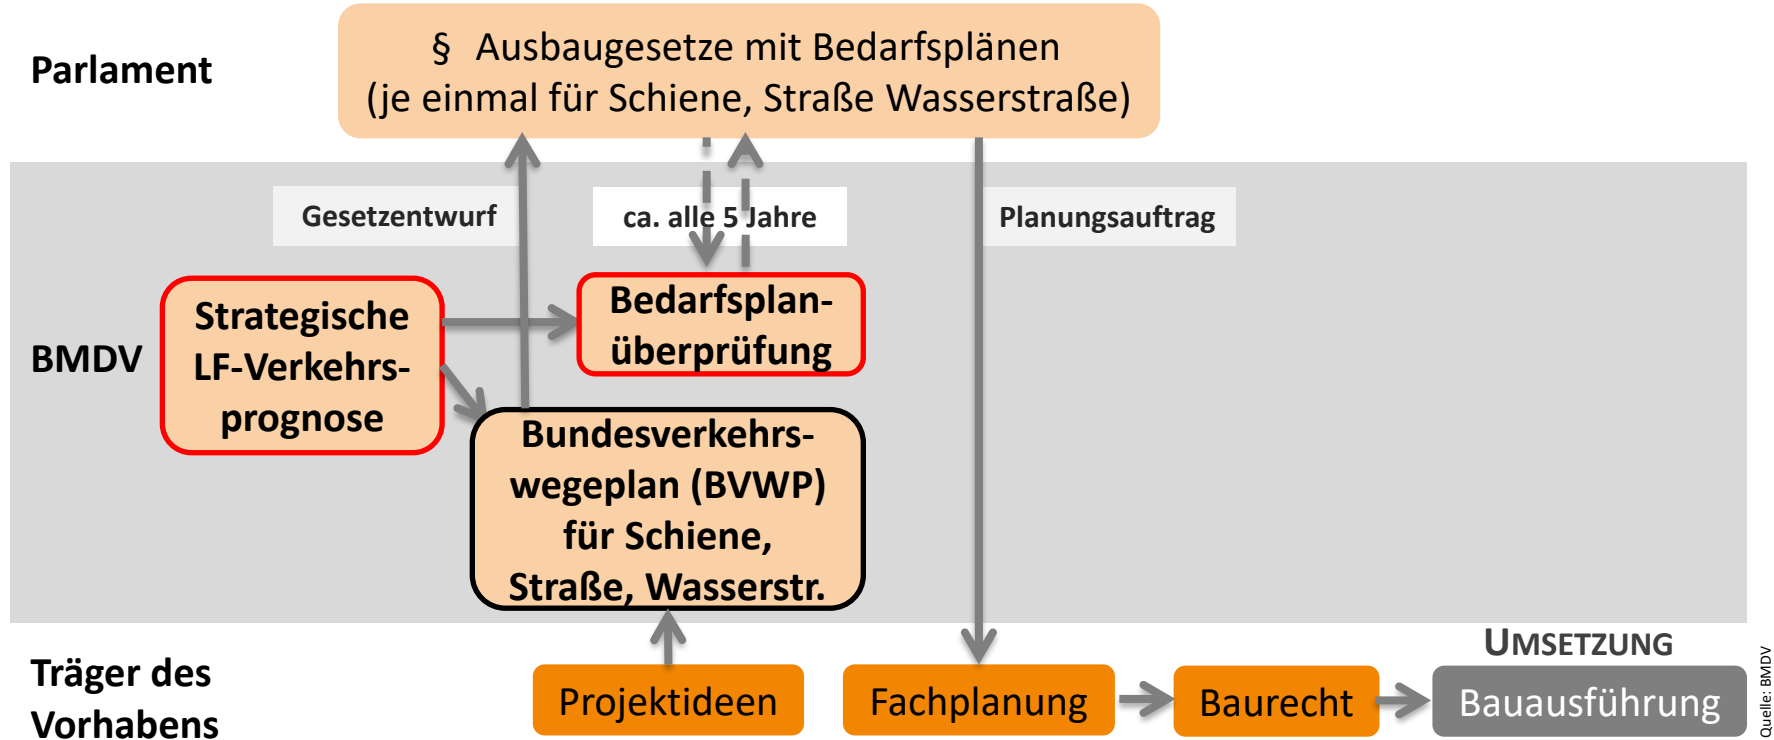 Parlament
§ Ausbaugesetze mit Bedarfsplänen
(je einmal für Schiene, Straße Wasserstraße)
Gesetzentwurf
ca. alle 5 Jahre
Planungsauftrag
BMDV
Strategische
LF-Verkehrs-
prognose
Bedarfsplan-
überprüfung
Bundesverkehrs-
wegeplan (BVWP)
für Schiene,
Straße, Wasserstr.
Träger des
Vorhabens
Projektideen
Fachplanung
Baurecht
UMSETZUNG
Bauausführung
Quelle: BMDV